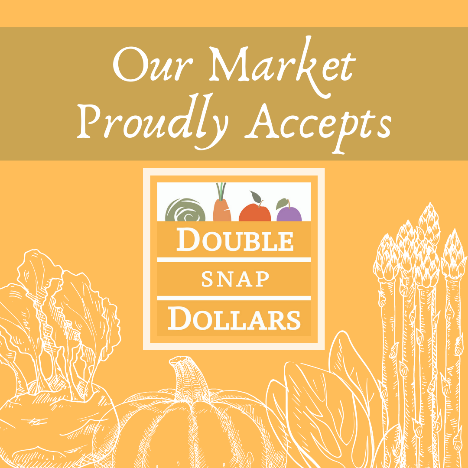 Our Market
Proudly Accepts
DOUBLE
SNAP
DOLLARS